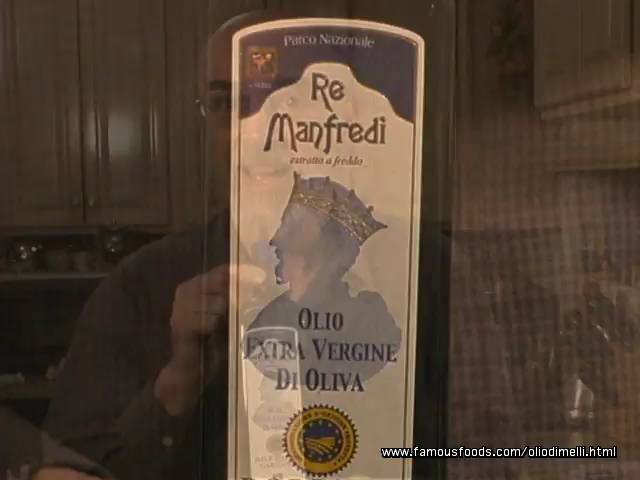 Parco Nazionale
Re
Manfredi
estratto a freddo
OLIO
EXTRA VERGINE
DI OLIVA
www.famousfoods.com/oliodimelli.html